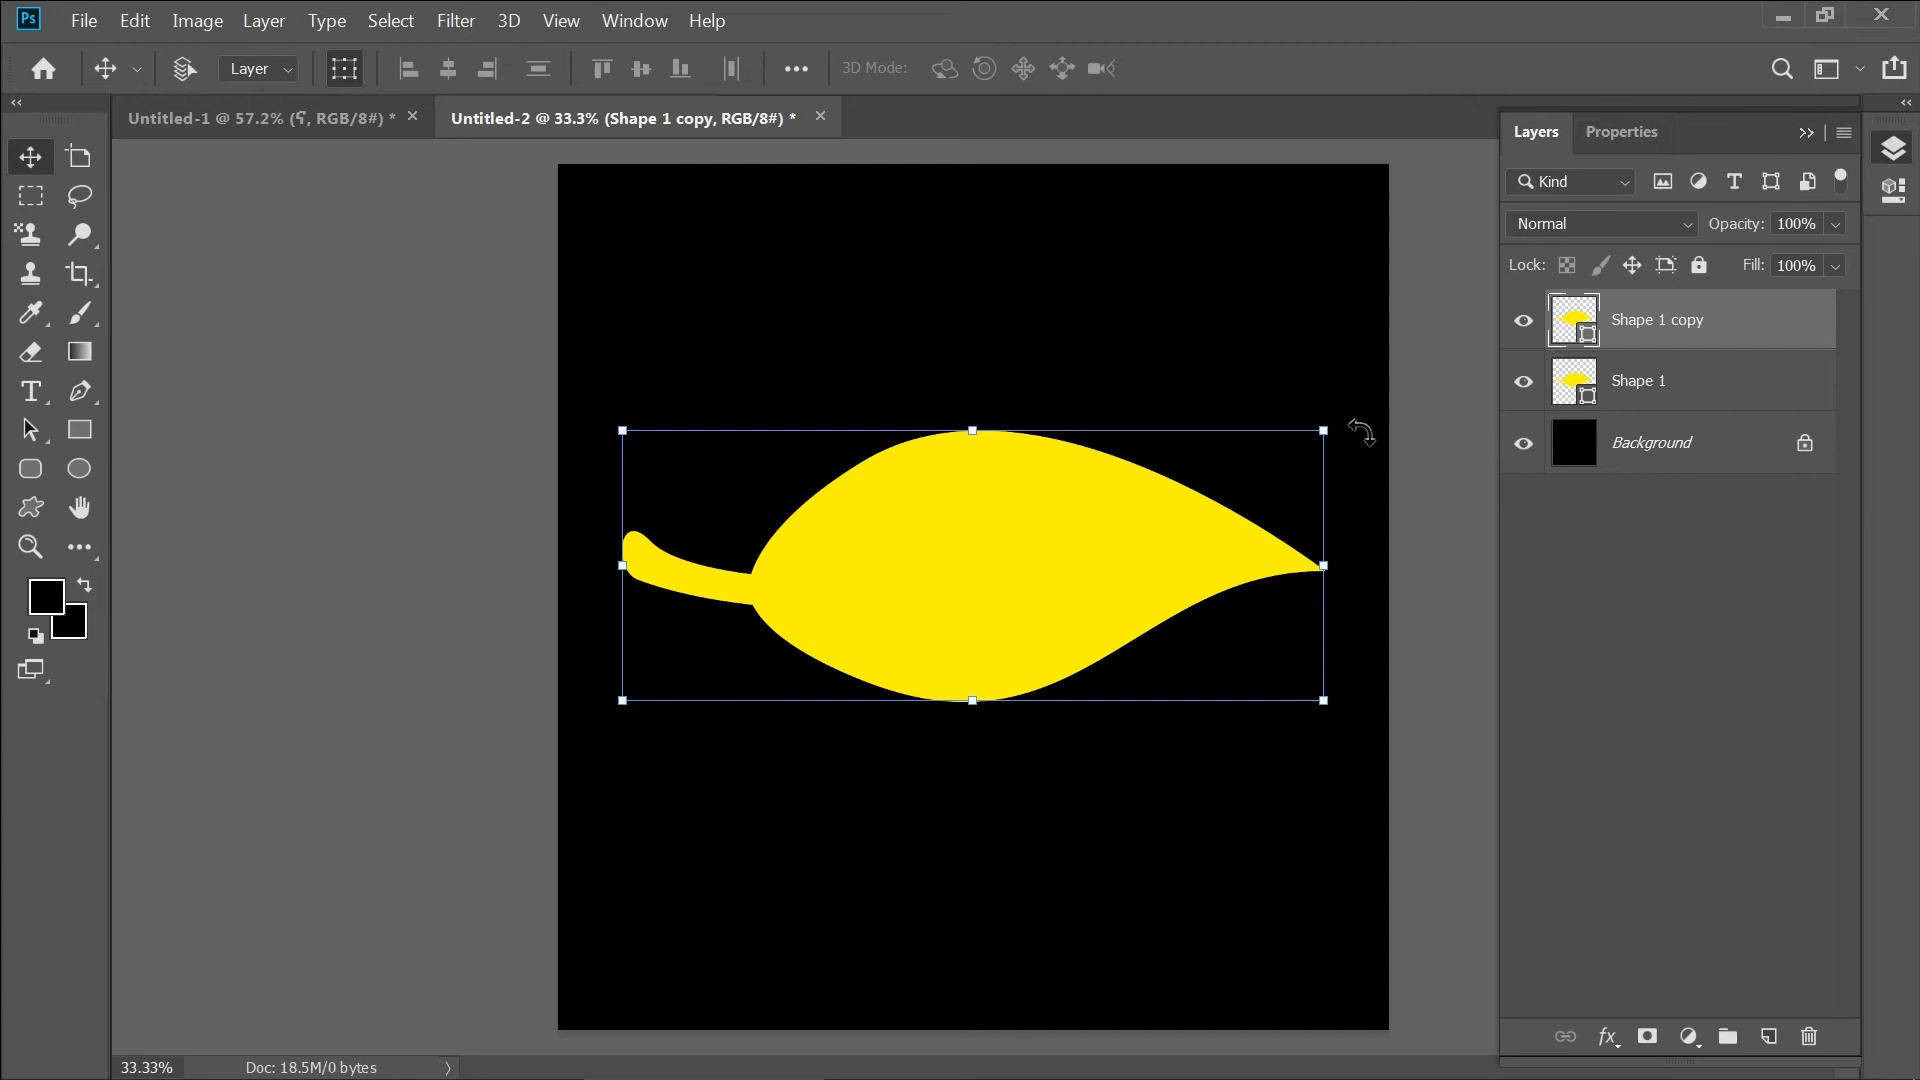 Ps File Edit Image Layer Type Select Filter 3D View Window Help
Layer 3D Mode:
Untitled-1 @ 57.2% (ና, RGB/8#) * Untitled-2 @ 33.3% (Shape 1 copy, RGB/8#) *
Layers Properties
Kind
Normal Opacity: 100%
Lock: Fill: 100%
Shape 1 copy
Shape 1
Background
33.33% Doc: 18.5M/0 bytes